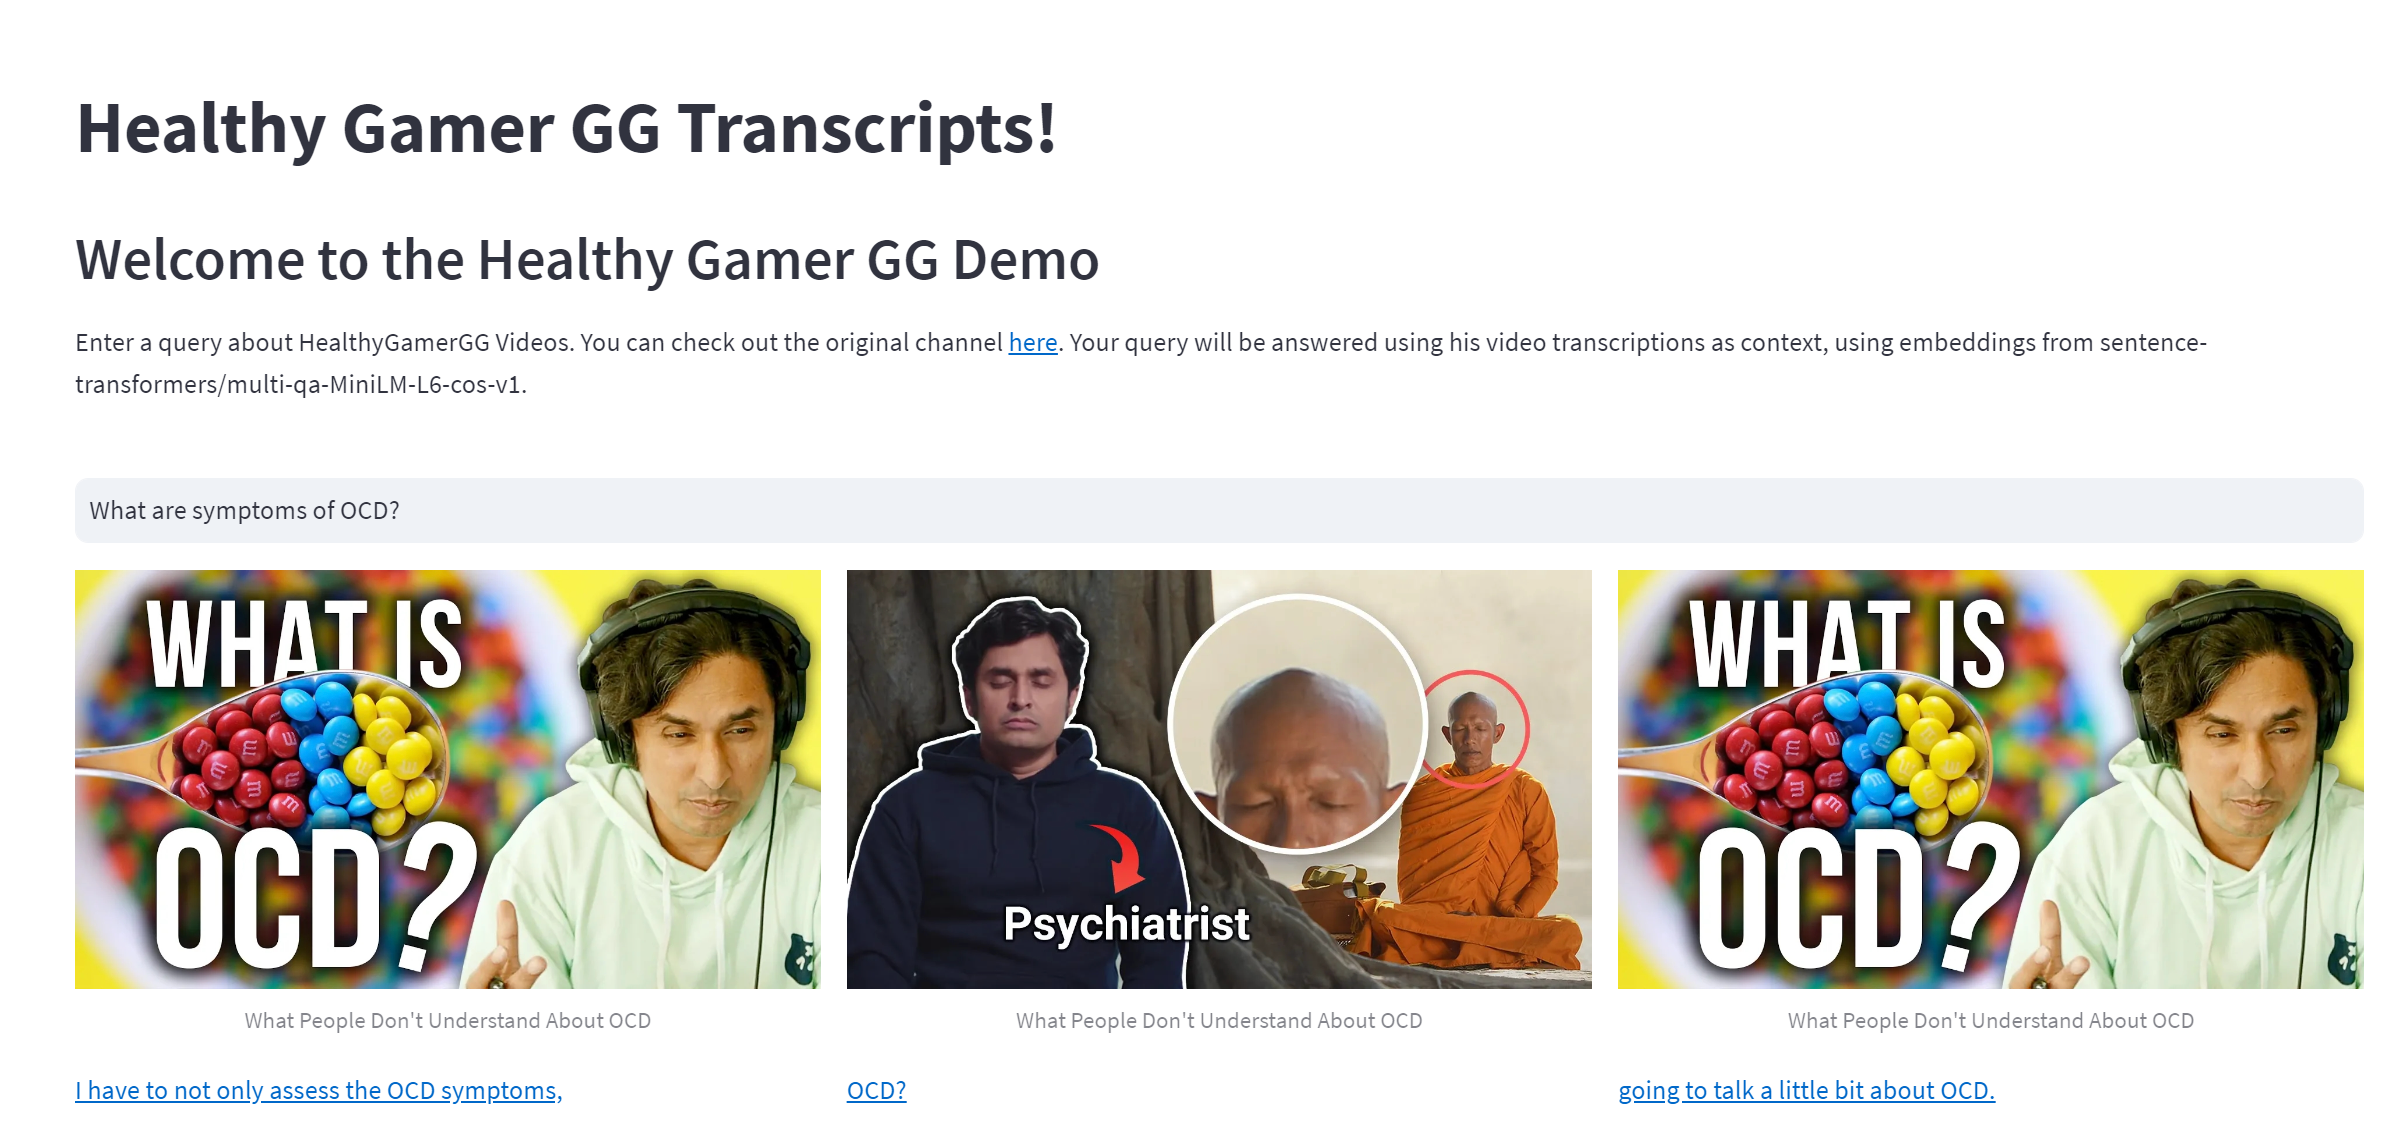 Healthy Gamer GG Transcripts!
Welcome to the Healthy Gamer GG Demo
Enter a query about HealthyGamerGG Videos. You can check out the original channel here. Your query will be answered using his video transcriptions as context, using embeddings from sentence-
transformers/multi-qa-MiniLM-L6-cos-v1.
What are symptoms of OCD?
WHAT IS
OCD?
Psychiatrist
WHAT IS
OCD?
What People Don't Understand About OCD
What People Don't Understand About OCD
What People Don't Understand About OCD
I have to not only assess the OCD symptoms,
OCD?
going to talk a little bit about OCD.